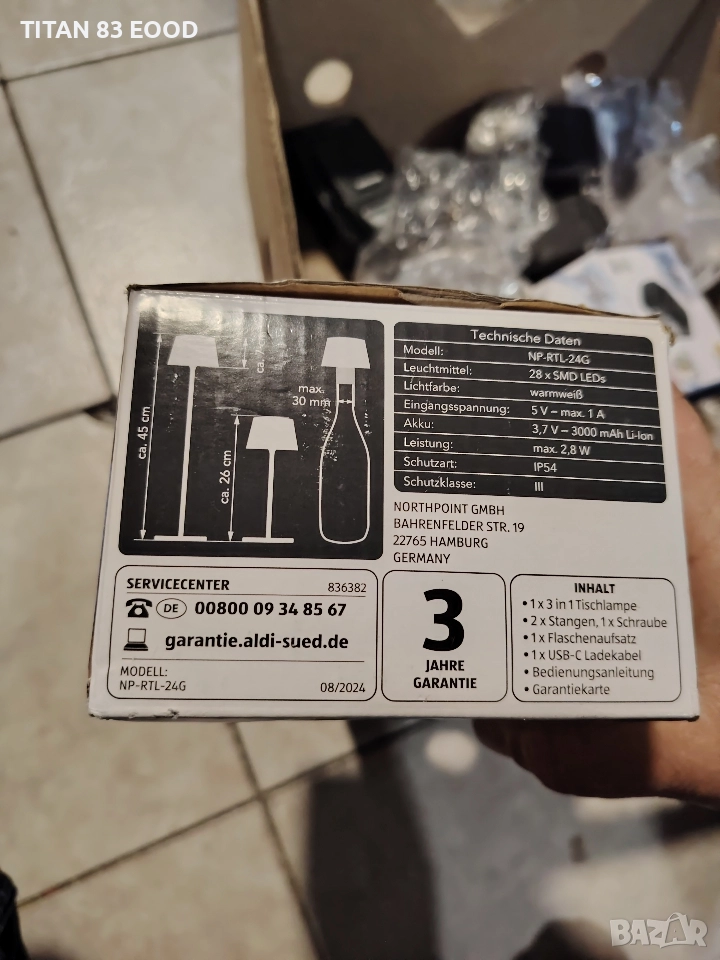 TITAN 83 EOOD
ca. 45 cm
ca. 26 cm
max.
30 mm
Technische Daten
Modell: NP-RTL-24G
Leuchtmittel: 28 x SMD LEDs
Lichtfarbe: warmweiß
Eingangsspannung: 5 V – max. 1 A
Akku: 3,7 V – 3000 mAh Li-Ion
Leistung: max. 2,8 W
Schutzart: IP54
Schutzklasse: III
NORTHPOINT GMBH
BAHRENFELDER STR. 19
22765 HAMBURG
GERMANY
SERVICECENTER 836382
DE 00800 09 34 85 67
garantie.aldi-sued.de
MODELL:
NP-RTL-24G 08/2024
3
JAHRE
GARANTIE
INHALT
• 1 x 3 in 1 Tischlampe
• 2 x Stangen, 1 x Schraube
• 1 x Flaschenaufsatz
• 1 x USB-C Ladekabel
• Bedienungsanleitung
• Garantiekarte
BAZAR